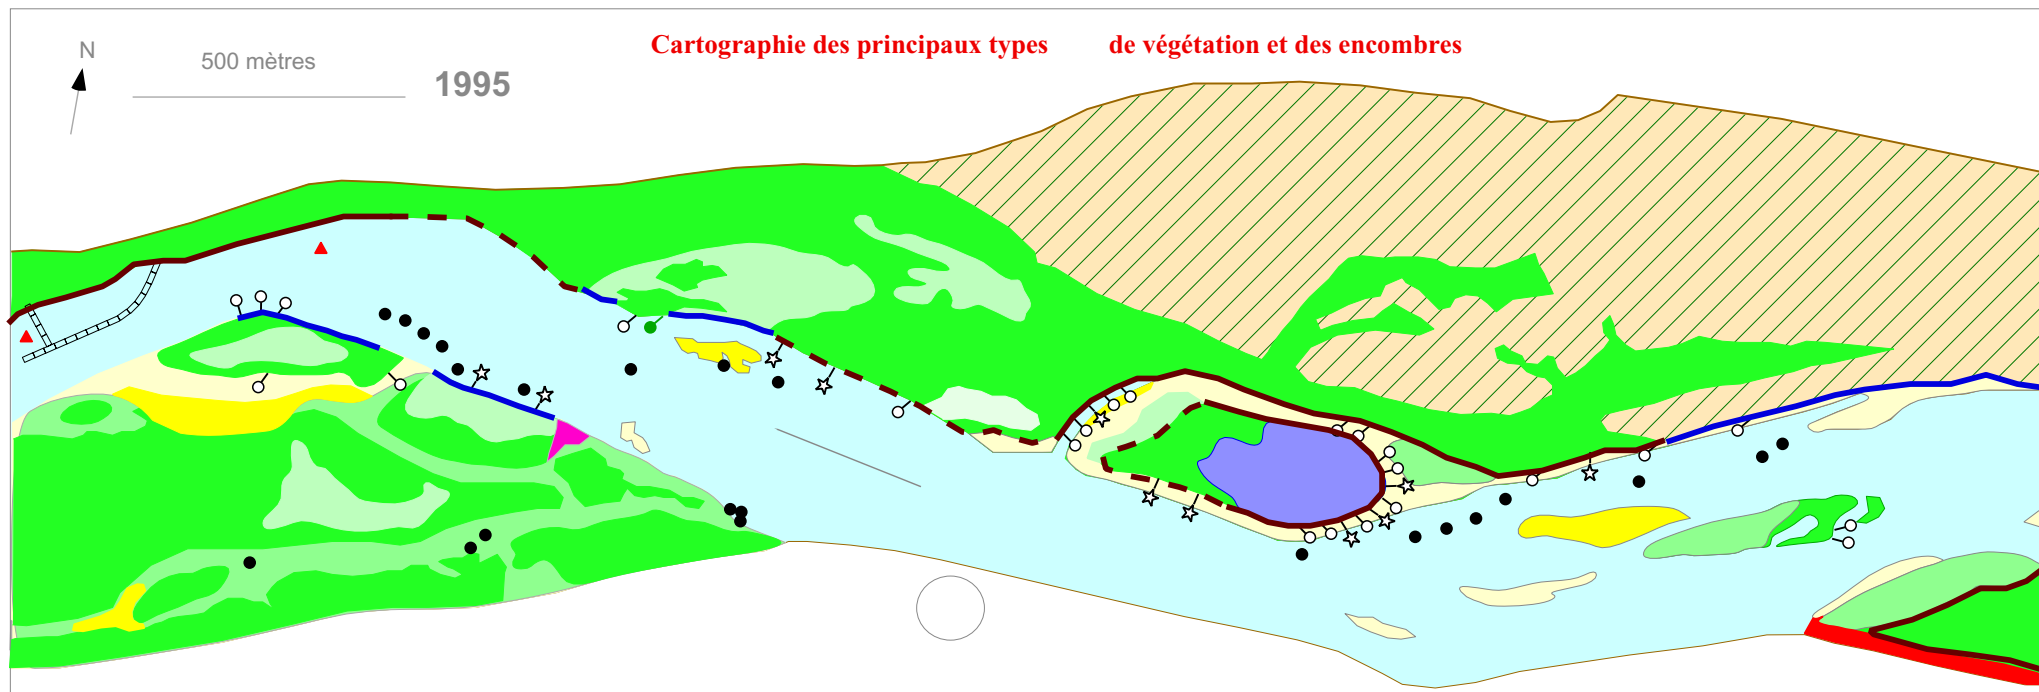 Cartographie des principaux types de végétation et des encombres
N
500 mètres
1995